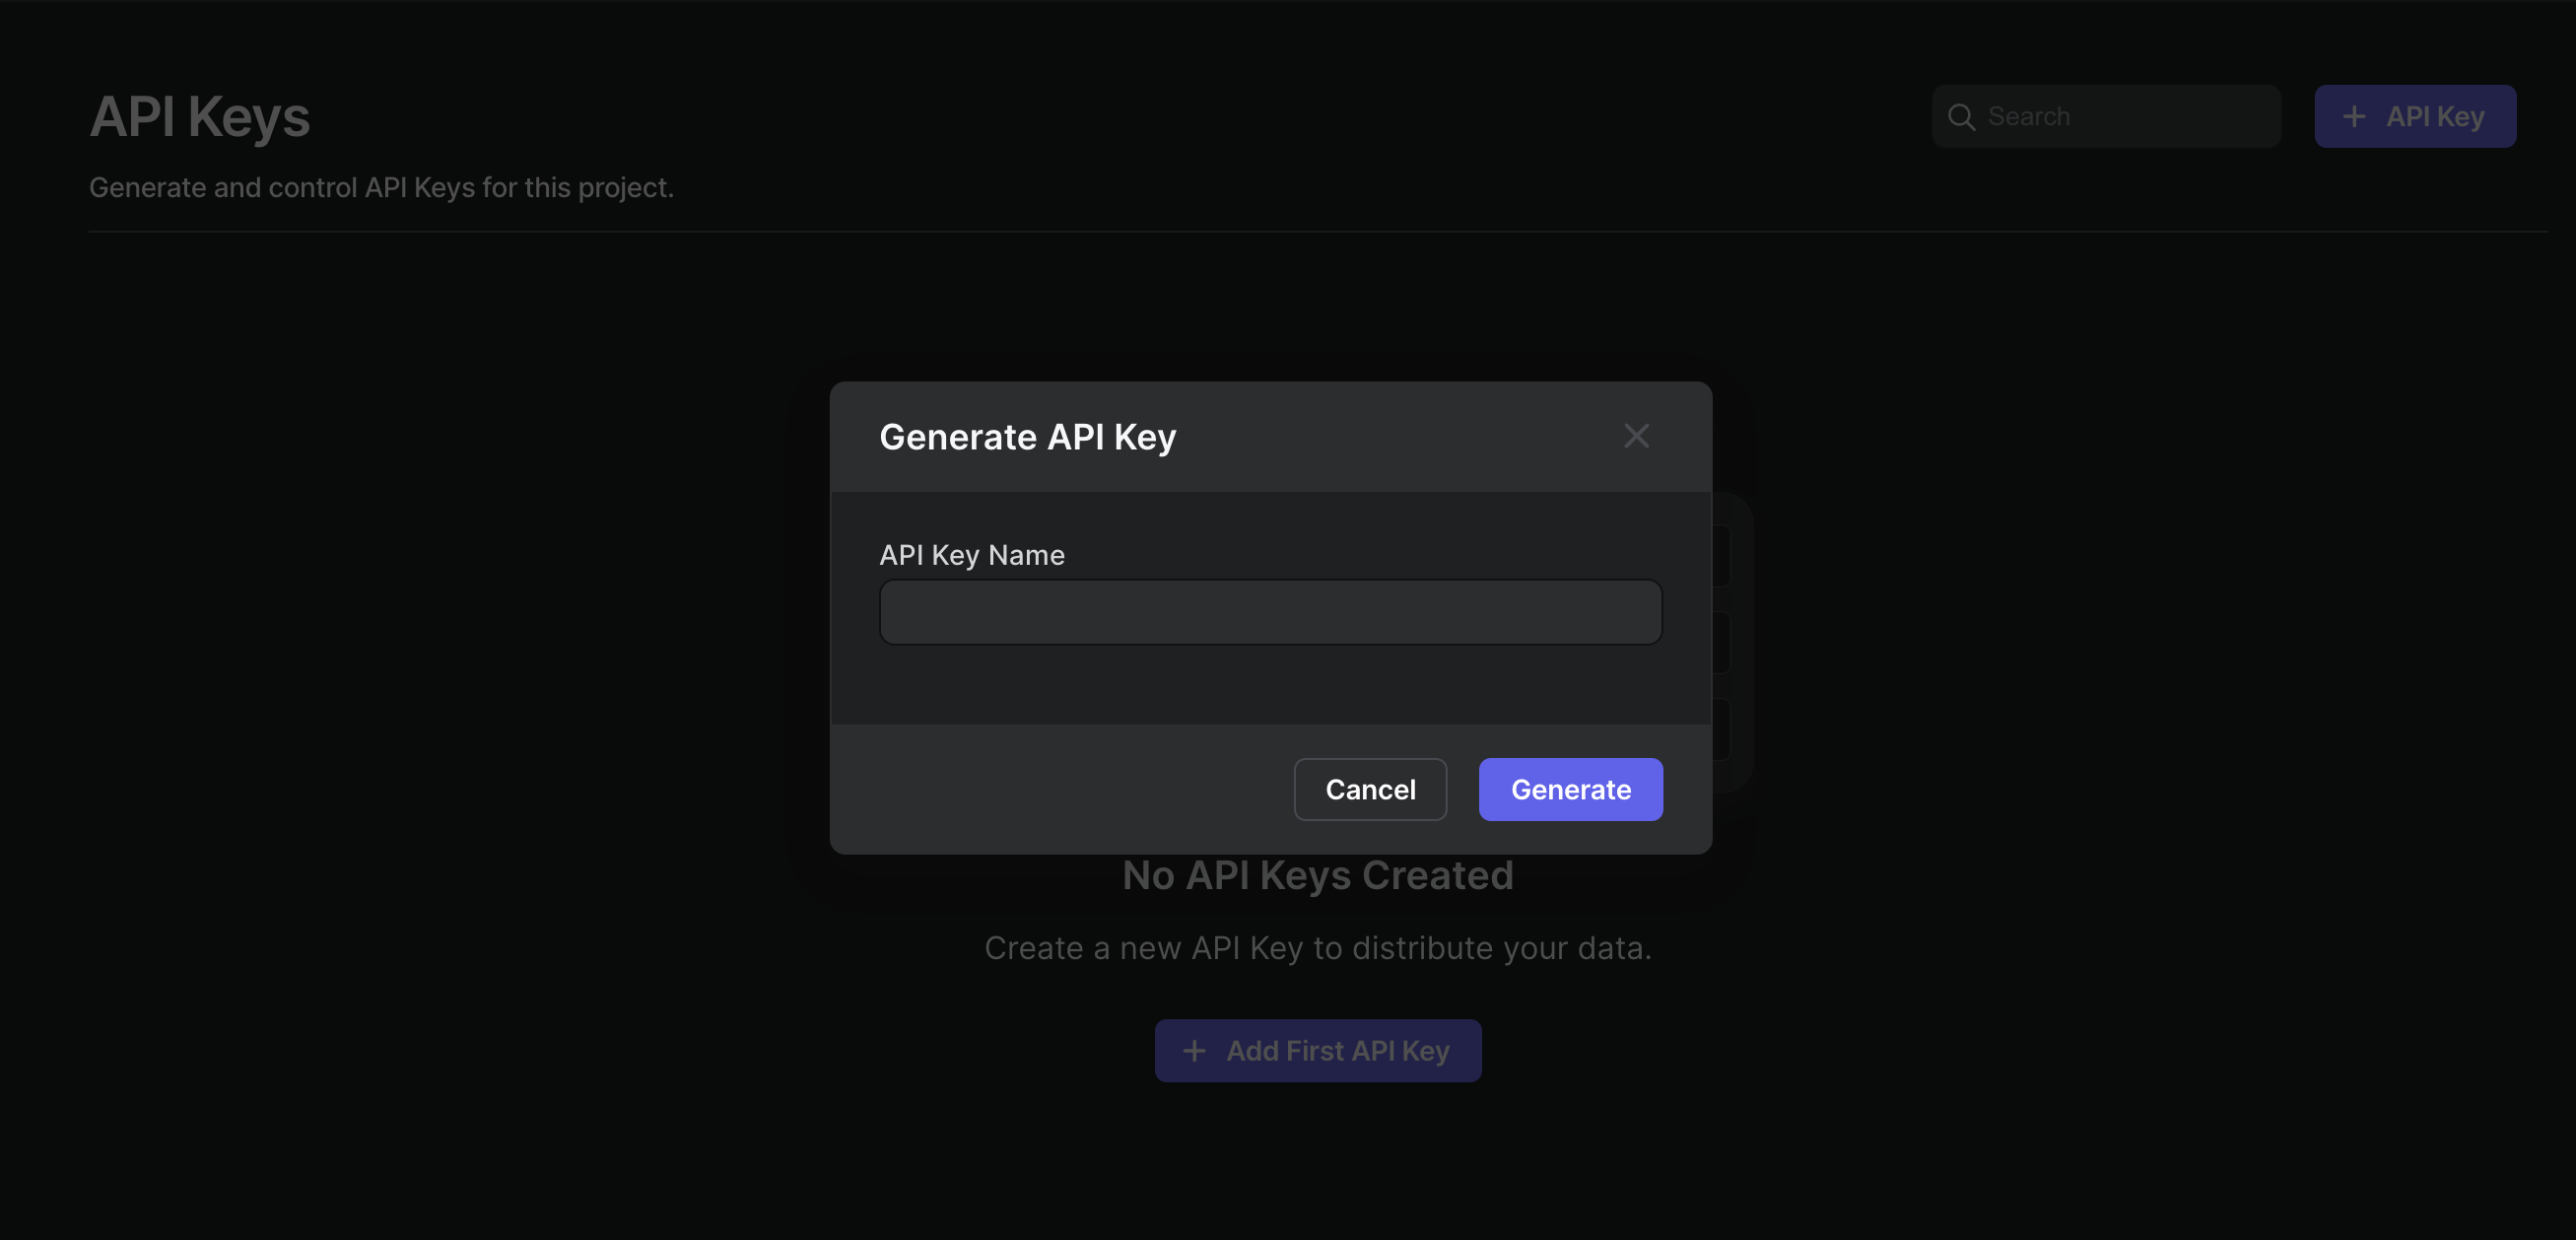 API Keys
Search
+ API Key
Generate and control API Keys for this project.
Generate API Key
API Key Name
Cancel
Generate
No API Keys Created
Create a new API Key to distribute your data.
+ Add First API Key